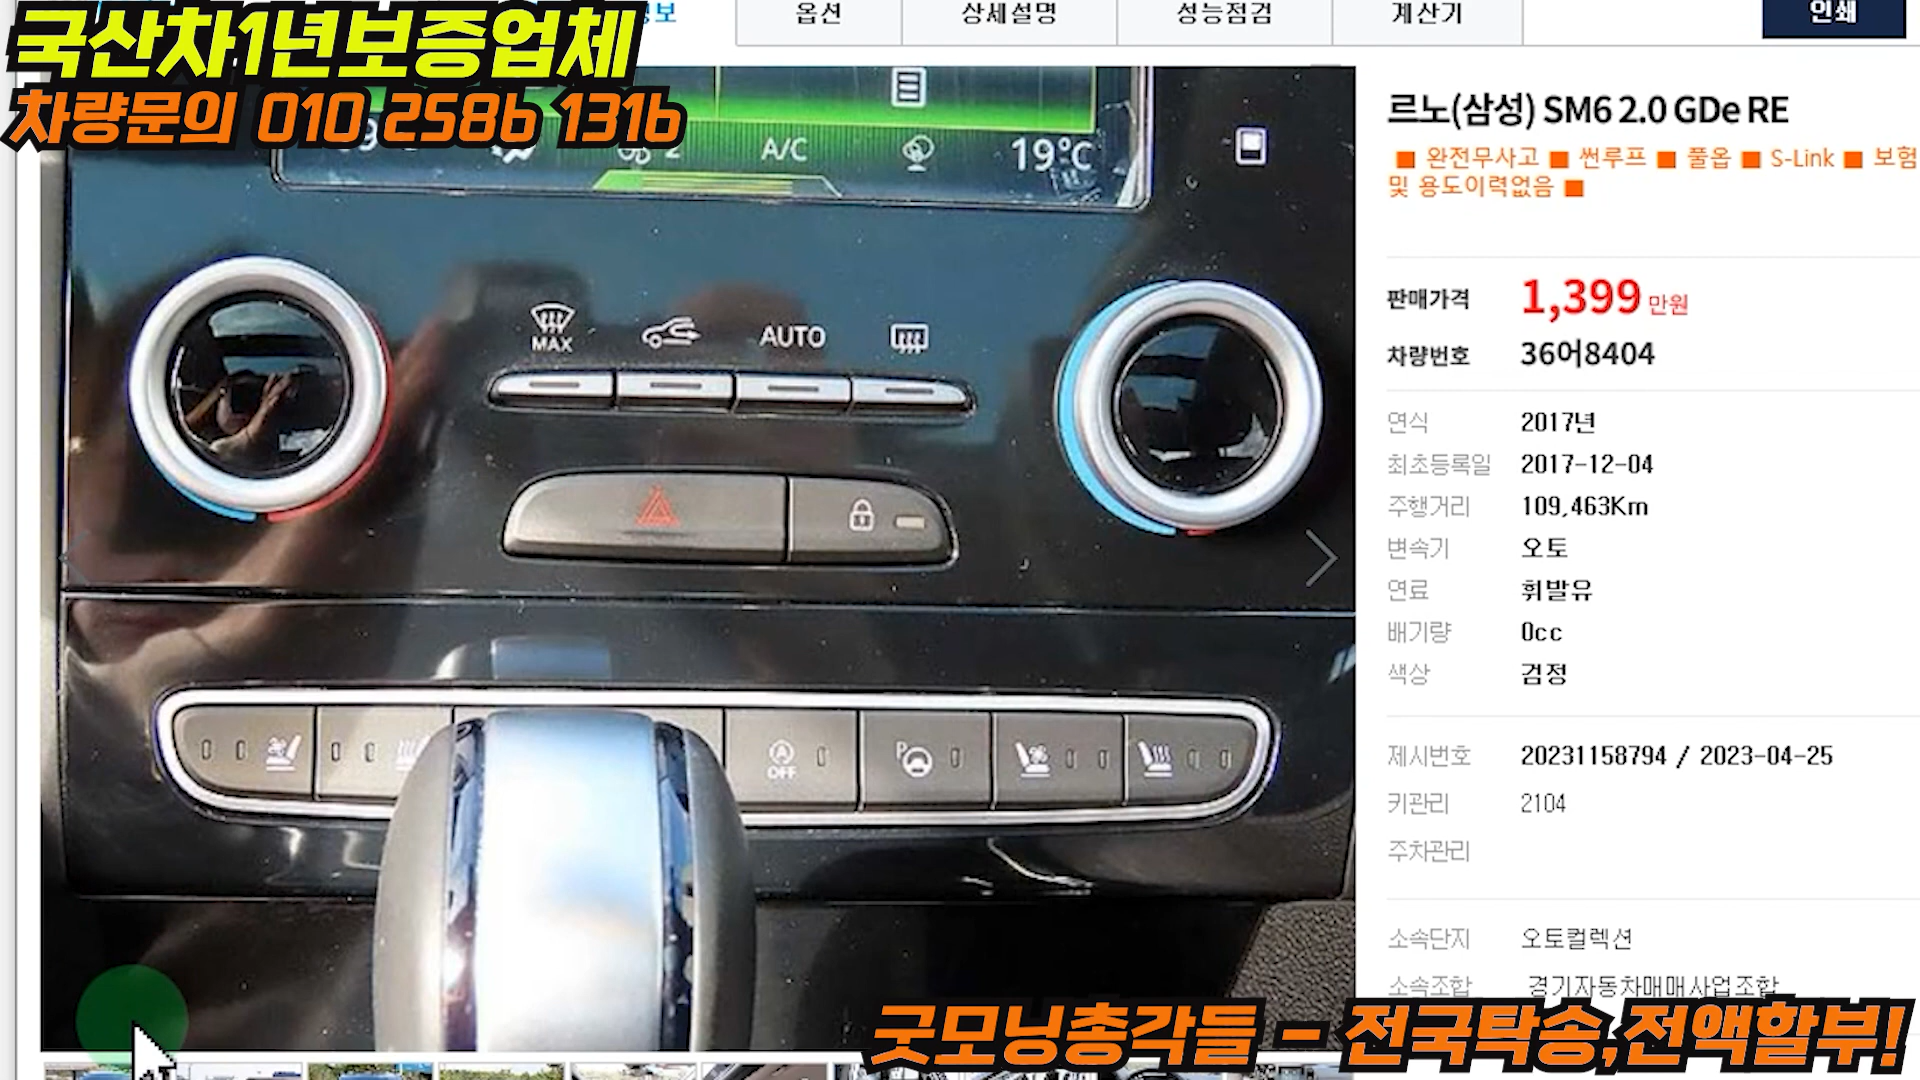 국산차1년보증업체
차량문의 010 2586 1316
보
옵션
상세설명
성능점검
계산기
인쇄
A/C
19°C
MAX
AUTO
OFF
P
르노(삼성) SM6 2.0 GDe RE
■ 완전무사고 ■ 썬루프 ■ 풀옵 ■ S-Link ■ 보험
및 용도이력없음 ■
판매가격 1,399 만원
차량번호 36어8404
연식 2017년
최초등록일 2017-12-04
주행거리 109,463Km
변속기 오토
연료 휘발유
배기량 0cc
색상 검정
제시번호 20231158794 / 2023-04-25
키관리 2104
주차관리
소속단지 오토컬렉션
소속조합 경기자동차매매사업조합
굿모닝총각들 - 전국탁송,전액할부!